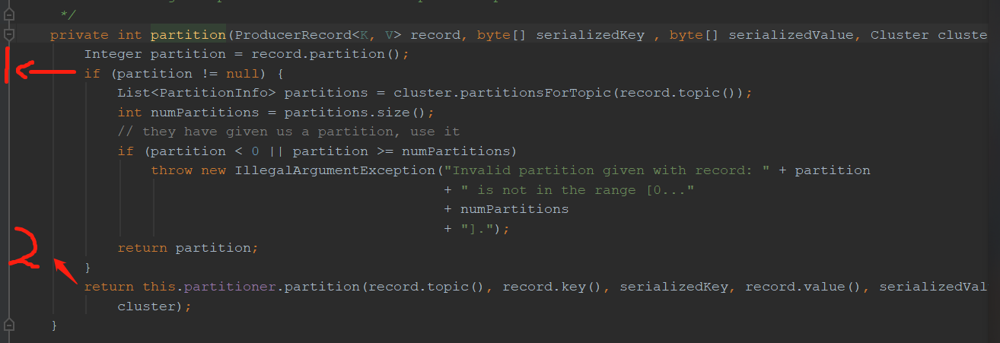 */
private int partition(ProducerRecord<K, V> record, byte[] serializedKey , byte[] serializedValue, Cluster cluste
Integer partition = record.partition();
1
if (partition != null) {
List<PartitionInfo> partitions = cluster.partitionsForTopic(record.topic());
int numPartitions = partitions.size();
// they have given us a partition, use it
if (partition < 0 || partition >= numPartitions)
throw new IllegalArgumentException("Invalid partition given with record: " + partition
+ " is not in the range [0..."
+ numPartitions
+ "].");
2
return partition;
}
return this.partitioner.partition(record.topic(), record.key(), serializedKey, record.value(), serializedVal
cluster);
}